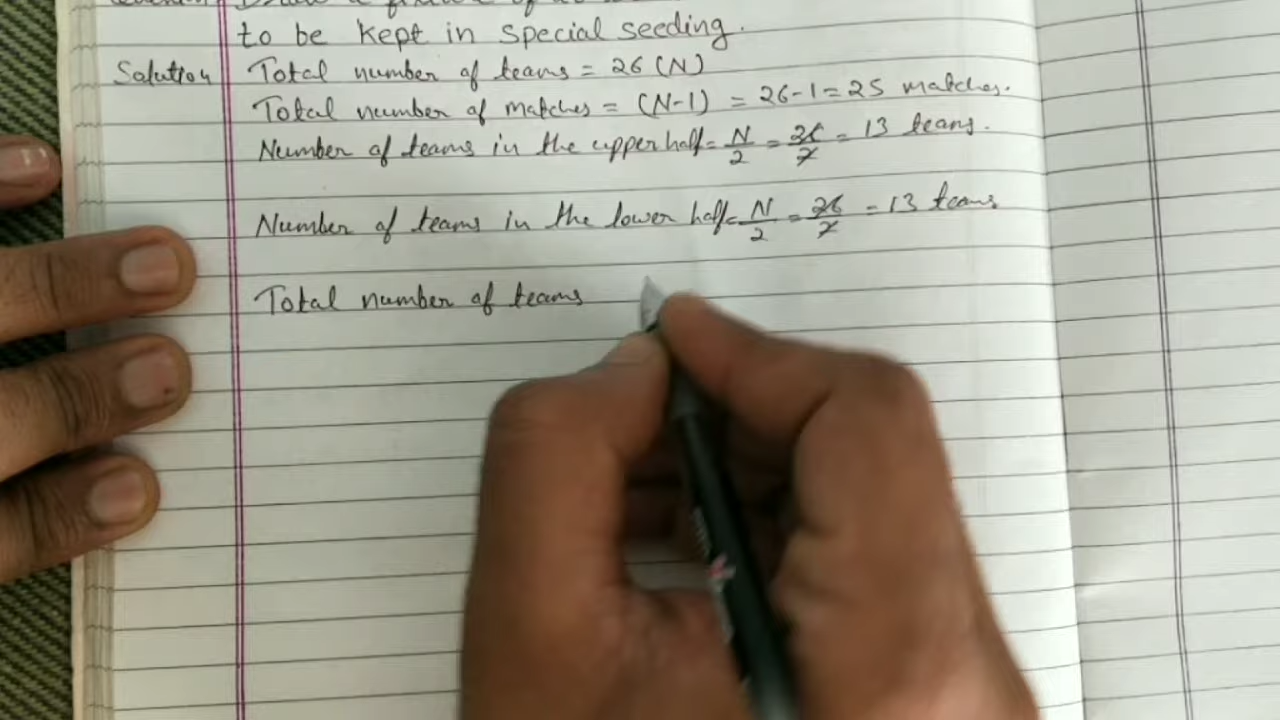 to be kept in special seeding.
Solution Total number of teams = 26 (N)
Total number of matches = (N-1) = 26-1 = 25 matches.
Number of teams in the upper half = N/2 = 26/2 = 13 teams.
Number of teams in the lower half = N/2 = 26/2 = 13 teams
Total number of teams